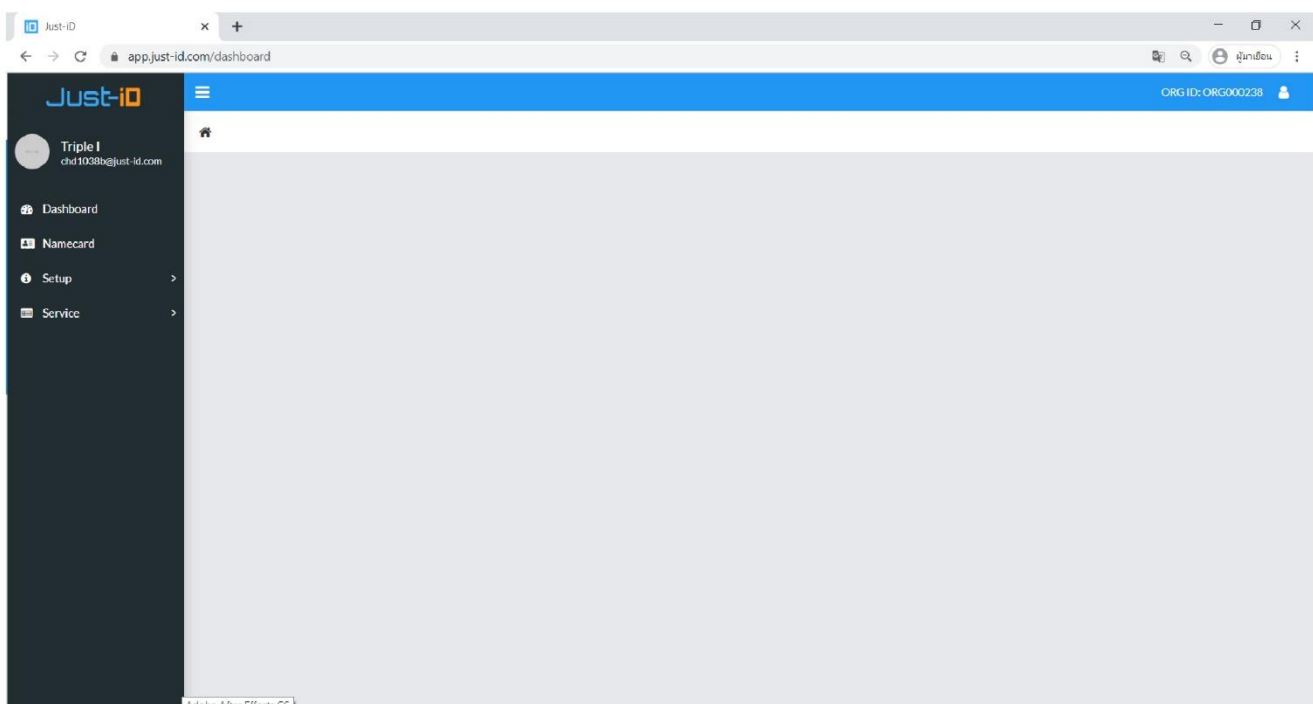 Just-iD
app.just-id.com/dashboard
ผู้มาเยือน
Just-iD
ORG ID: ORG000238
Triple I
chd1038b@just-id.com
Dashboard
Namecard
Setup
Service